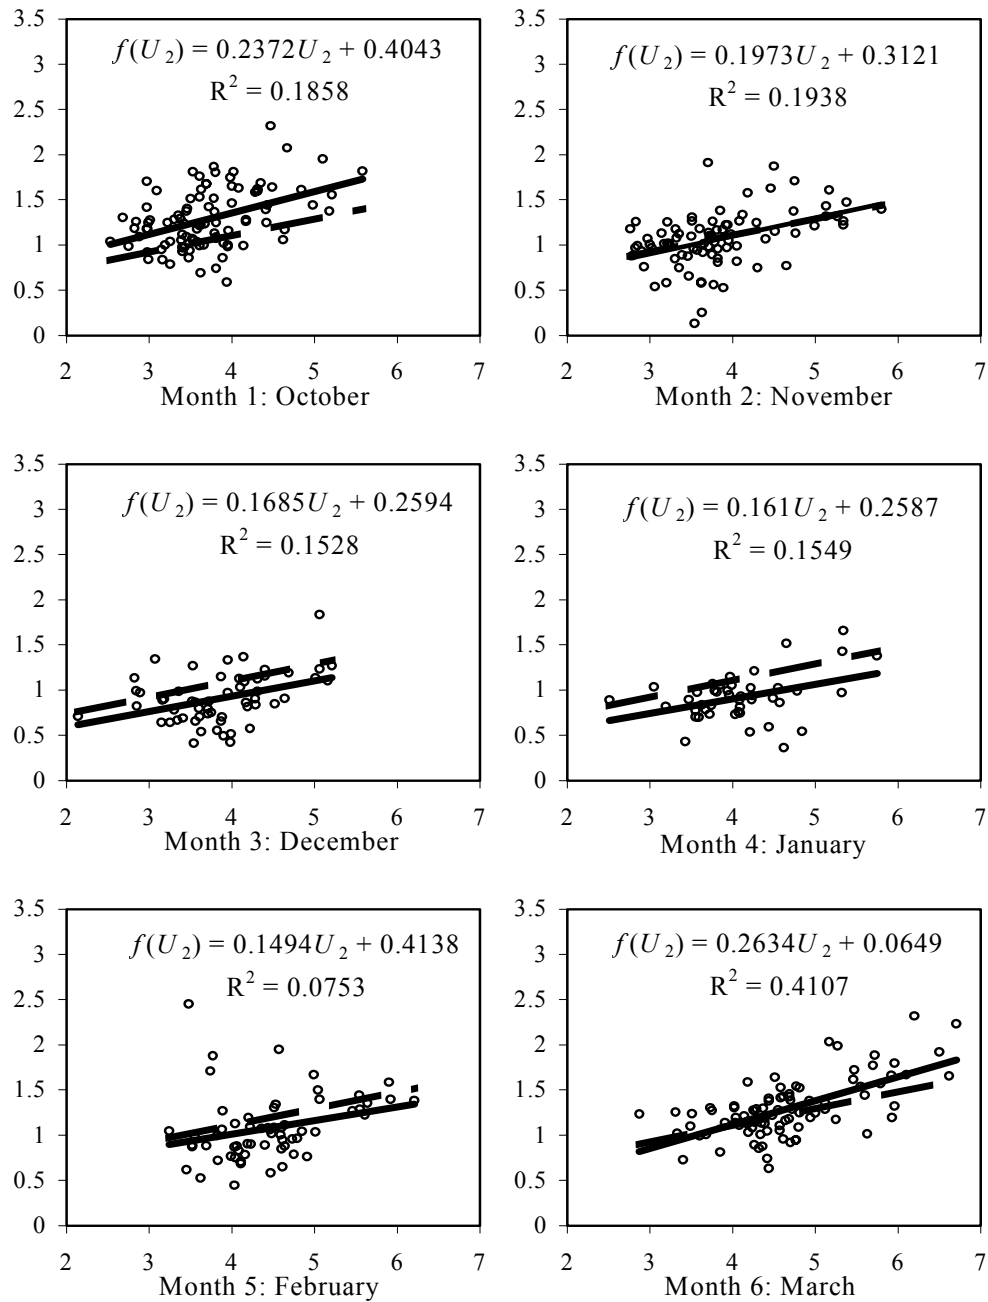 3.5
3
2.5
2
1.5
1
0.5
0
f(U₂) = 0.2372U₂ + 0.4043
R² = 0.1858
2 3 4 5 6 7
Month 1: October
3.5
3
2.5
2
1.5
1
0.5
0
f(U₂) = 0.1973U₂ + 0.3121
R² = 0.1938
2 3 4 5 6 7
Month 2: November
3.5
3
2.5
2
1.5
1
0.5
0
f(U₂) = 0.1685U₂ + 0.2594
R² = 0.1528
2 3 4 5 6 7
Month 3: December
3.5
3
2.5
2
1.5
1
0.5
0
f(U₂) = 0.161U₂ + 0.2587
R² = 0.1549
2 3 4 5 6 7
Month 4: January
3.5
3
2.5
2
1.5
1
0.5
0
f(U₂) = 0.1494U₂ + 0.4138
R² = 0.0753
2 3 4 5 6 7
Month 5: February
3.5
3
2.5
2
1.5
1
0.5
0
f(U₂) = 0.2634U₂ + 0.0649
R² = 0.4107
2 3 4 5 6 7
Month 6: March